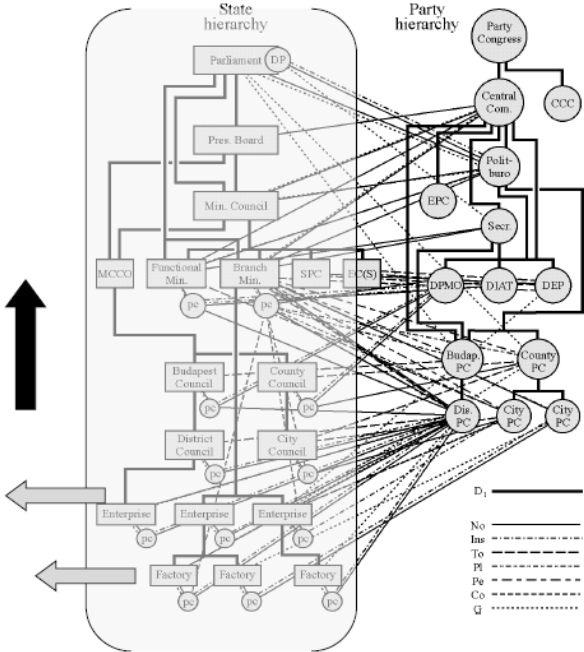 State
hierarchy
Party
hierarchy
Party
Congress
Parliament
DP
Central
Com.
CCC
Pres. Board
Polit-
buro
Min. Council
EPC
Secr.
MCCO
Functional
Min.
Branch
Min.
SPC
EC(S)
DPMO
DIAT
DEP
pc
pc
Budapest
Council
County
Council
Budap.
PC
County
PC
pc
pc
Dis.
PC
City
PC
City
PC
District
Council
City
Council
pc
pc
D₁
Enterprise
Enterprise
Enterprise
pc
pc
pc
No
Ins
To
Pl
Pe
Co
G
Factory
Factory
Factory
pc
pc
pc